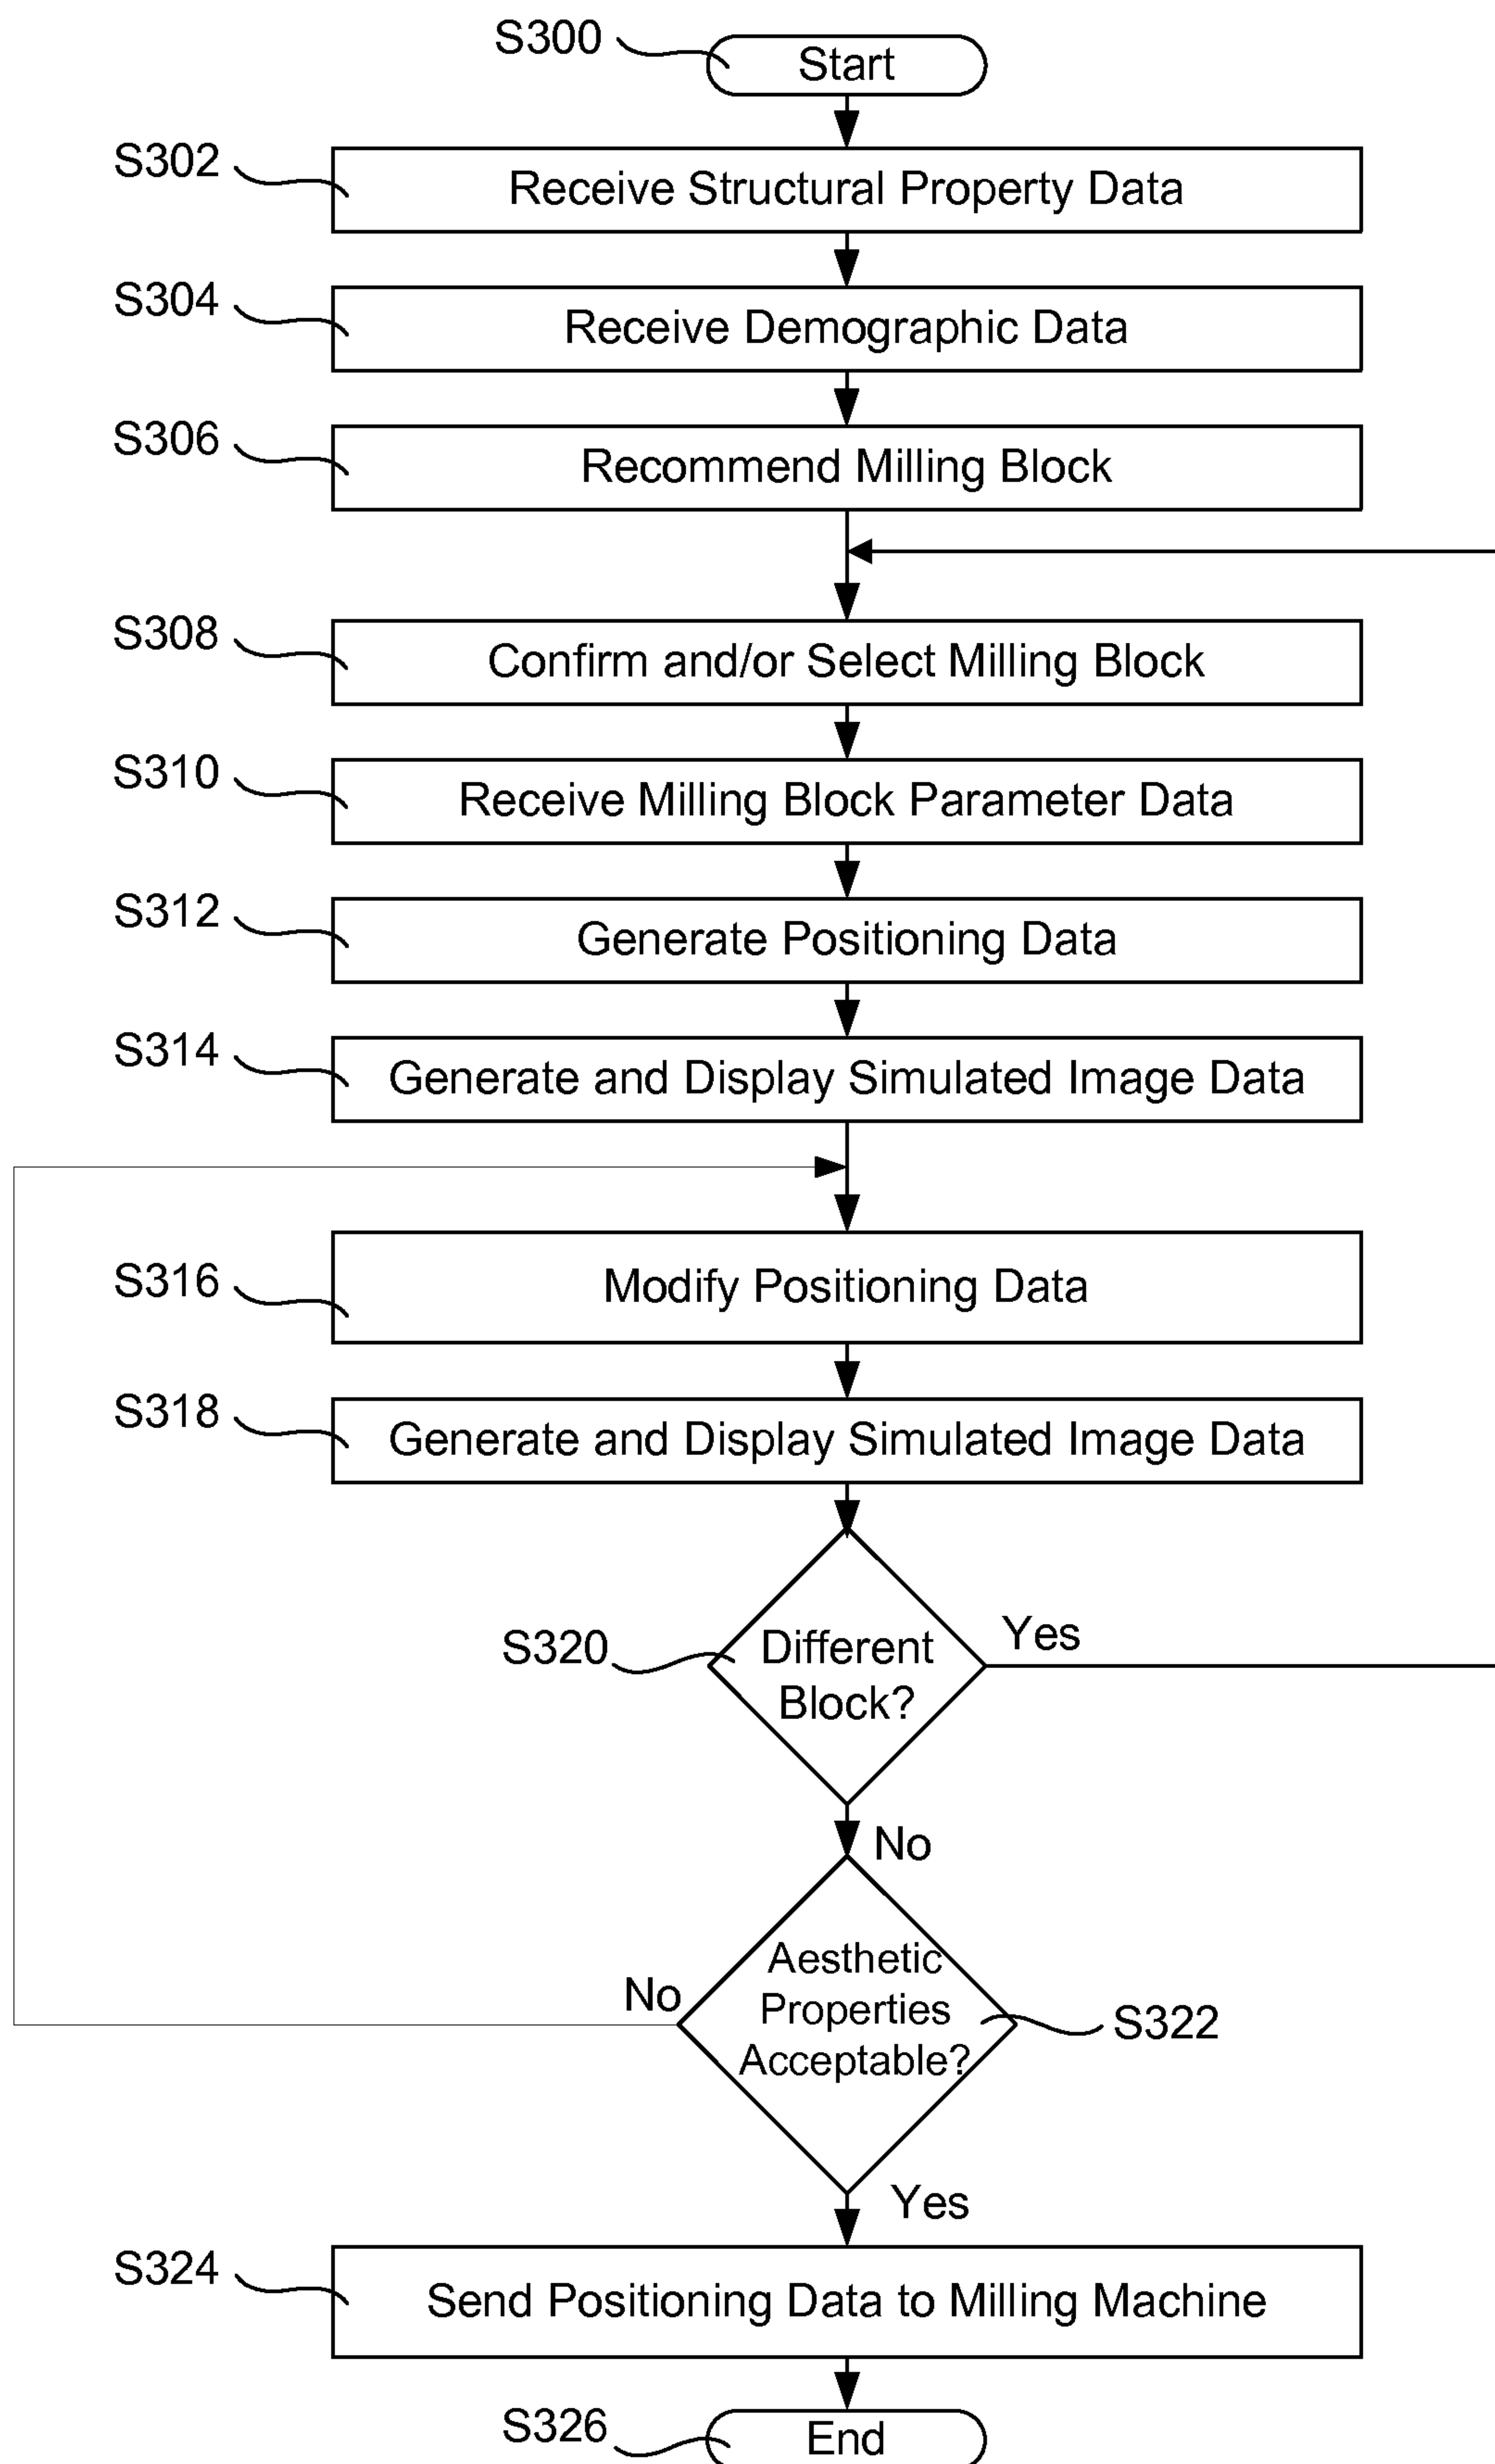 S300
Start
S302
Receive Structural Property Data
S304
Receive Demographic Data
S306
Recommend Milling Block
S308
Confirm and/or Select Milling Block
S310
Receive Milling Block Parameter Data
S312
Generate Positioning Data
S314
Generate and Display Simulated Image Data
S316
Modify Positioning Data
S318
Generate and Display Simulated Image Data
S320
Different
Block?
Yes
No
Aesthetic
Properties
Acceptable?
No
S322
Yes
S324
Send Positioning Data to Milling Machine
S326
End